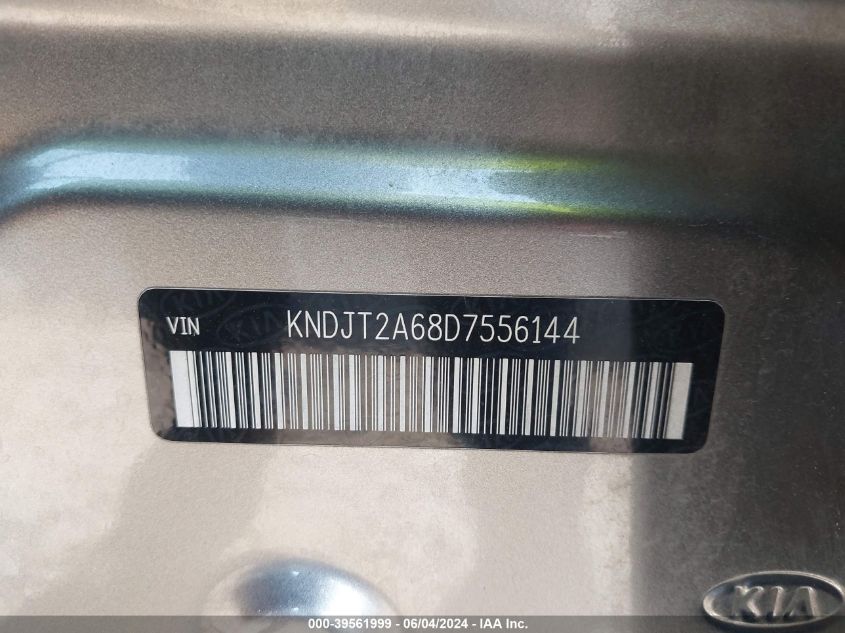 VIN KNDJT2A68D7556144
KIA
000-39561999 - 06/04/2024 - IAA Inc.